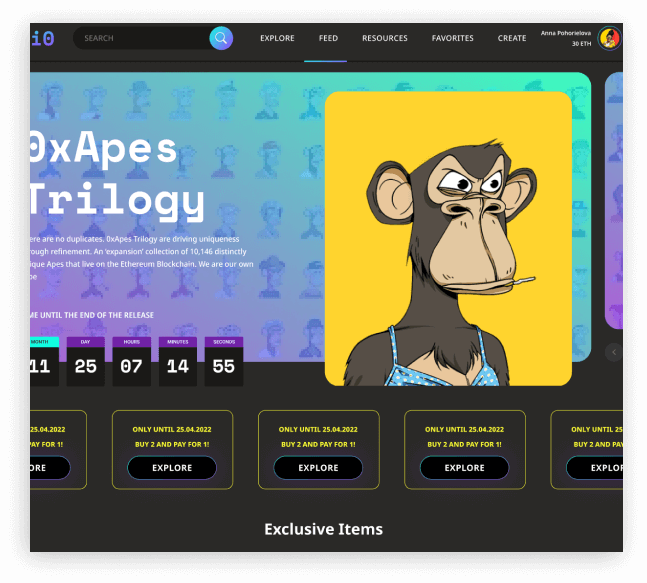 i0
SEARCH
EXPLORE
FEED
RESOURCES
FAVORITES
CREATE
Anna Pohorielova
30 ETH
0xApes
Trilogy
ere are no duplicates. 0xApes Trilogy are driving uniqueness
rough refinement. An 'expansion' collection of 10,146 distinctly
ique Apes that live on the Ethereum Blockchain. We are our own
pe
ME UNTIL THE END OF THE RELEASE
MONTH
11
DAY
25
HOURS
07
MINUTES
14
SECONDS
55
25.04.2022
PAY FOR 1!
ORE
ONLY UNTIL 25.04.2022
BUY 2 AND PAY FOR 1!
EXPLORE
ONLY UNTIL 25.04.2022
BUY 2 AND PAY FOR 1!
EXPLORE
ONLY UNTIL 25.04.2022
BUY 2 AND PAY FOR 1!
EXPLORE
ONLY UNTIL 25
BUY 2 AND PAY
EXPLO
Exclusive Items